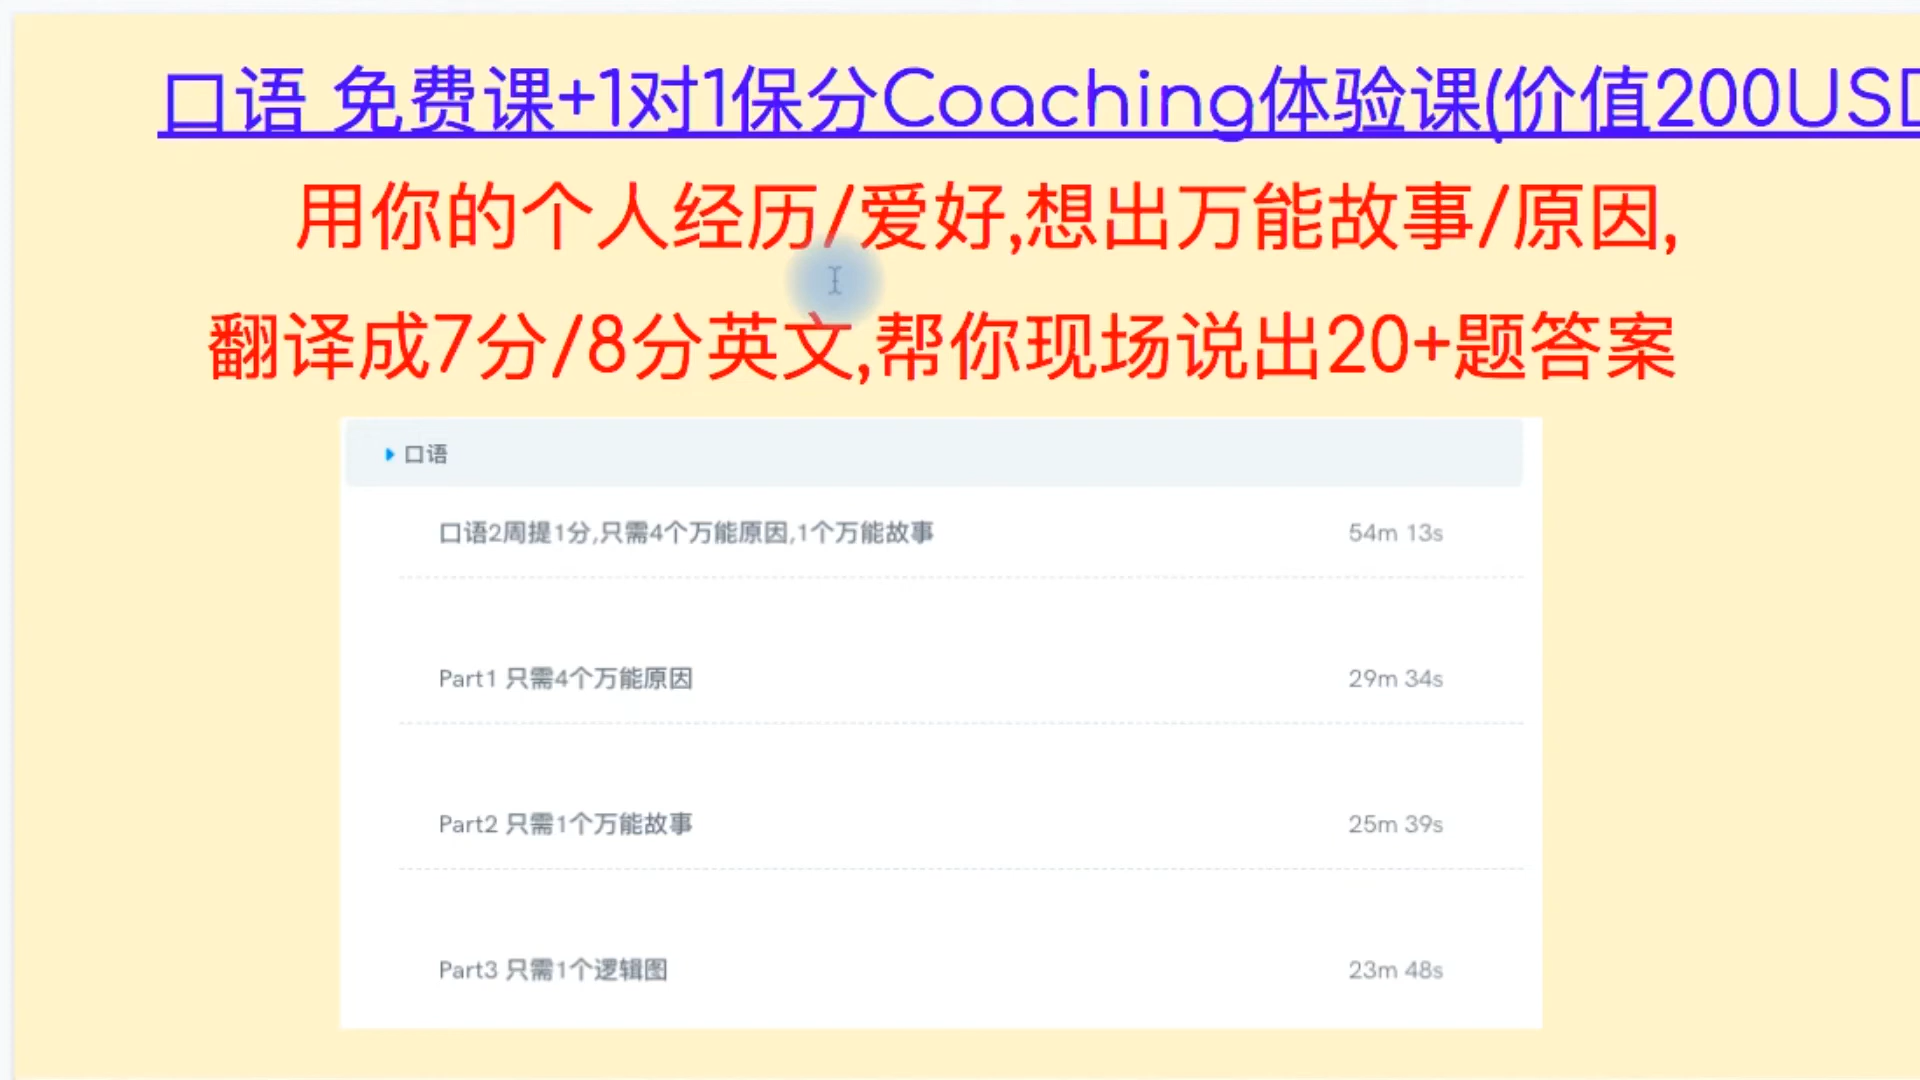 口语 免费课+1对1保分Coaching体验课(价值200USD
用你的个人经历/爱好,想出万能故事/原因,
翻译成7分/8分英文,帮你现场说出20+题答案
口语
口语2周提1分,只需4个万能原因,1个万能故事 54m 13s
Part1 只需4个万能原因 29m 34s
Part2 只需1个万能故事 25m 39s
Part3 只需1个逻辑图 23m 48s